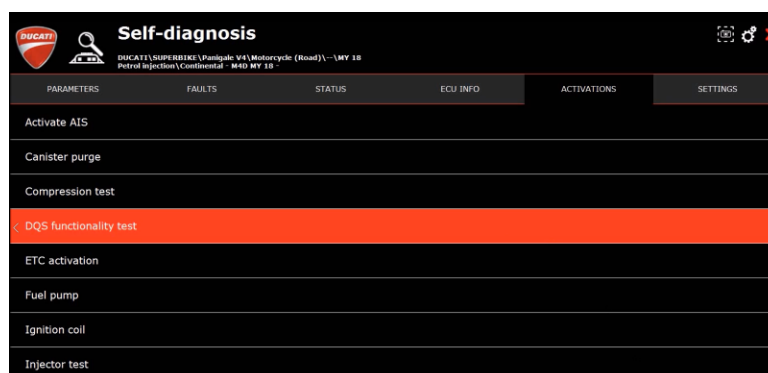 DUCATI
Self-diagnosis
DUCATI\SUPERBIKE\Panigale V4\Motorcycle (Road)\--\MY 18
Petrol injection\Continental - M4D MY 18 -
PARAMETERS FAULTS STATUS ECU INFO ACTIVATIONS SETTINGS
Activate AIS
Canister purge
Compression test
DQS functionality test
ETC activation
Fuel pump
Ignition coil
Injector test